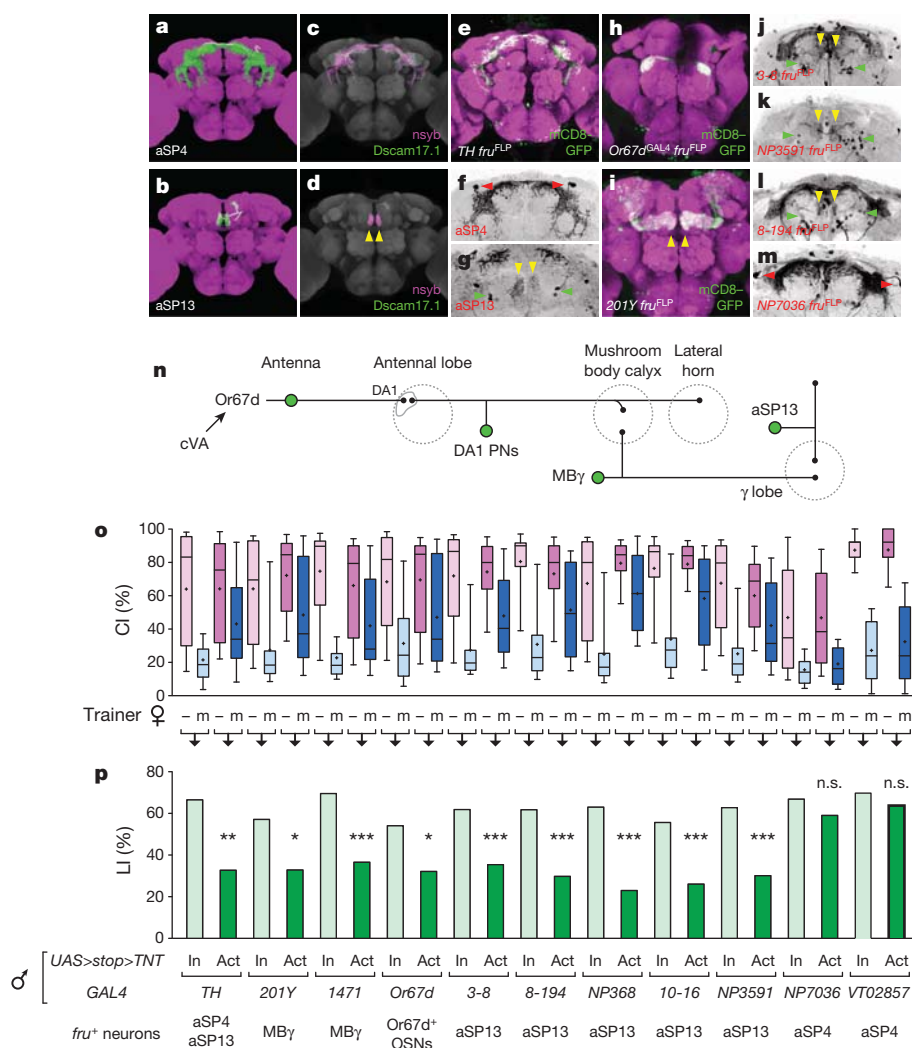 a
c
e
h
j
nsyb
Dscam17.1
aSP4
mCD8–
GFP
TH fruFLP
mCD8–
GFP
Or67dGAL4 fruFLP
3-8 fruFLP
k
NP3591 fruFLP
b
d
f
i
l
aSP4
8-194 fruFLP
g
m
nsyb
Dscam17.1
aSP13
aSP13
mCD8–
GFP
201Y fruFLP
NP7036 fruFLP
n
Antenna
Antennal lobe
Mushroom
body calyx
Lateral
horn
Or67d
DA1
cVA
DA1 PNs
aSP13
MBγ
γ lobe
o
CI (%)
100
80
60
40
20
0
Trainer ♀
– m – m – m – m – m – m – m – m – m – m – m – m – m – m – m – m – m – m – m – m – m – m
p
LI (%)
80
60
40
20
0
** * *** * *** *** *** *** *** n.s. n.s.
♂
UAS>stop>TNT
In Act In Act In Act In Act In Act In Act In Act In Act In Act In Act In Act
GAL4
TH 201Y 1471 Or67d 3-8 8-194 NP368 10-16 NP3591 NP7036 VT02857
fru+ neurons
aSP4
aSP13
MBγ
MBγ
Or67d+
OSNs
aSP13
aSP13
aSP13
aSP13
aSP13
aSP4
aSP4